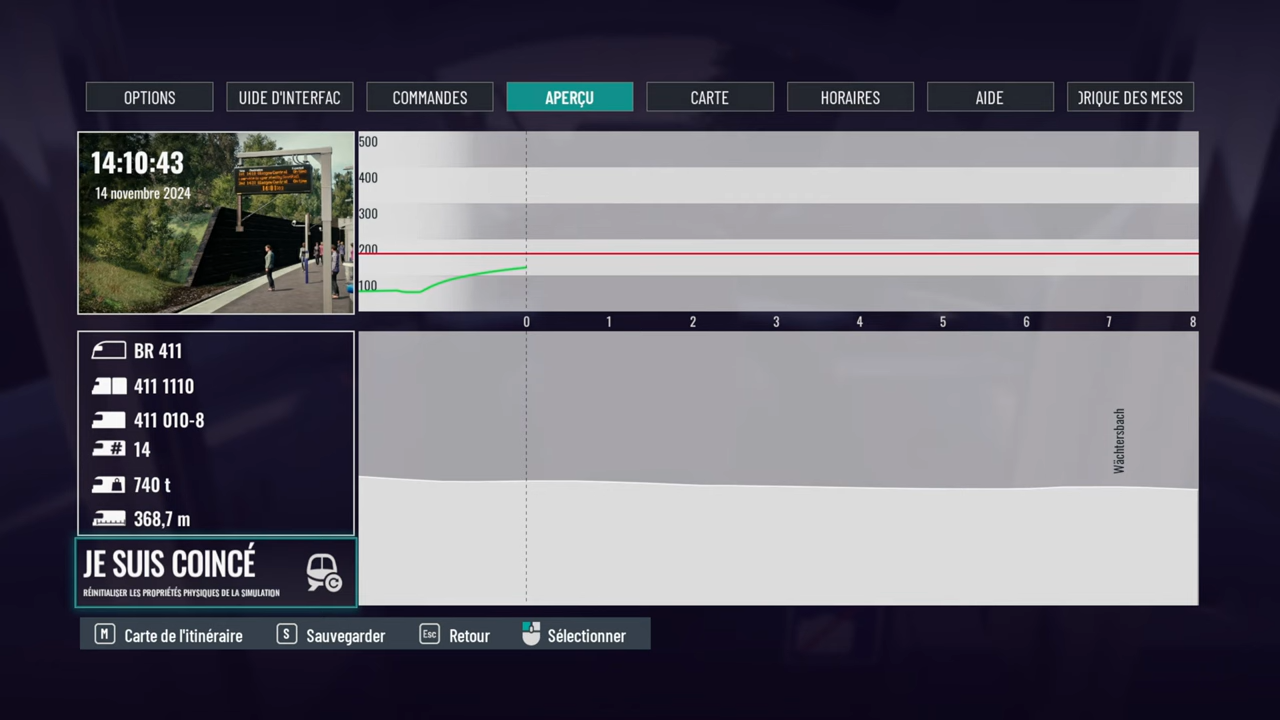 OPTIONS
UIDE D'INTERFAC
COMMANDES
APERÇU
CARTE
HORAIRES
AIDE
RIQUE DES MESS
14:10:43
14 novembre 2024
500
400
300
200
100
0 1 2 3 4 5 6 7 8
BR 411
411 1110
411 010-8
14
740 t
368,7 m
Wächtersbach
JE SUIS COINCÉ
RÉINITIALISER LES PROPRIÉTÉS PHYSIQUES DE LA SIMULATION
M Carte de l'itinéraire
S Sauvegarder
Esc Retour
Sélectionner